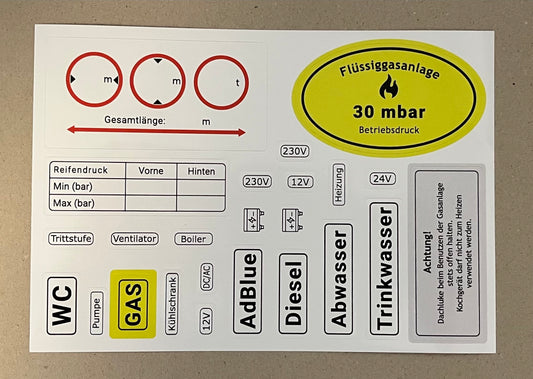 m
m
t
Gesamtlänge: m
Flüssiggasanlage
30 mbar
Betriebsdruck
230V
Reifendruck Vorne Hinten
Min (bar)
Max (bar)
230V
12V
Heizung
24V
Trittstufe
Ventilator
Boiler
WC
Pumpe
GAS
Kühlschrank
DC/AC
12V
AdBlue
Diesel
Abwasser
Trinkwasser
Achtung!
Dachluke beim Benutzen der Gasanlage
stets offen halten.
Kochgerät darf nicht zum Heizen
verwendet werden.